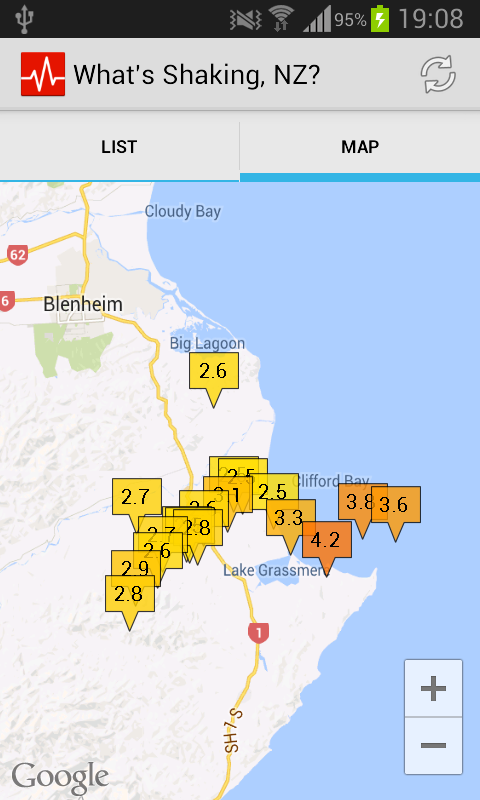 95% 19:08
What's Shaking, NZ?
LIST MAP
Cloudy Bay
62
6
Blenheim
Big Lagoon
2.6
2.5
Clifford Bay
2.7
3.1
2.5
3.8
3.6
3.3
2.8
4.2
2.6
2.9
Lake Grassmere
2.8
1
SH 1 S
Google